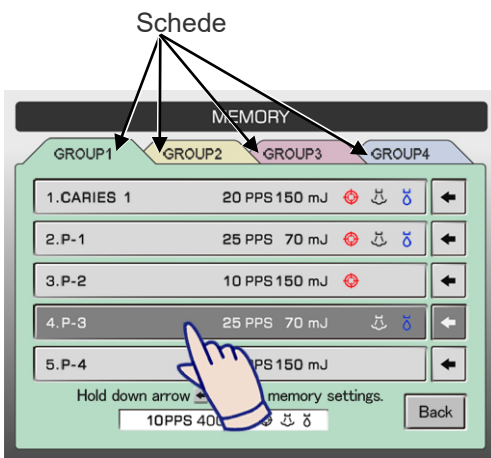 Schede
MEMORY
GROUP1 GROUP2 GROUP3 GROUP4
1.CARIES 1 20 PPS 150 mJ
2.P-1 25 PPS 70 mJ
3.P-2 10 PPS 150 mJ
4.P-3 25 PPS 70 mJ
5.P-4 PPS 150 mJ
Hold down arrow memory settings.
10PPS
Back